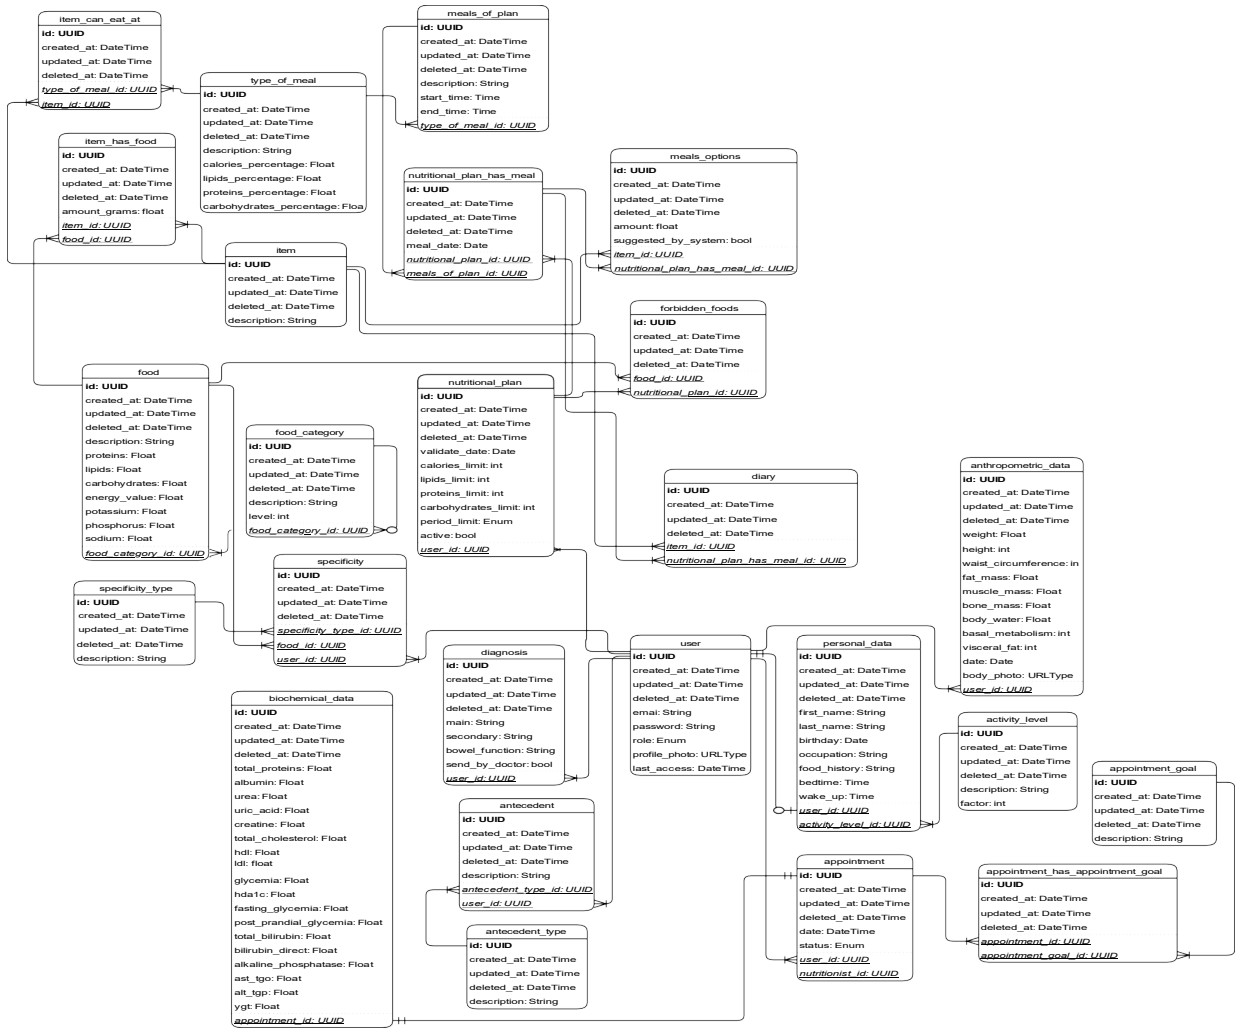 item_can_eat_at
id: UUID
created_at: DateTime
updated_at: DateTime
deleted_at: DateTime
type_of_meal_id: UUID
item_id: UUID
type_of_meal
id: UUID
created_at: DateTime
updated_at: DateTime
deleted_at: DateTime
description: String
calories_percentage: Float
lipids_percentage: Float
proteins_percentage: Float
carbohydrates_percentage: Floa
meals_of_plan
id: UUID
created_at: DateTime
updated_at: DateTime
deleted_at: DateTime
description: String
start_time: Time
end_time: Time
type_of_meal_id: UUID
item_has_food
id: UUID
created_at: DateTime
updated_at: DateTime
deleted_at: DateTime
amount_grams: float
item_id: UUID
food_id: UUID
nutritional_plan_has_meal
id: UUID
created_at: DateTime
updated_at: DateTime
deleted_at: DateTime
meal_date: Date
nutritional_plan_id: UUID
meals_of_plan_id: UUID
meals_options
id: UUID
created_at: DateTime
updated_at: DateTime
deleted_at: DateTime
amount: float
suggested_by_system: bool
item_id: UUID
nutritional_plan_has_meal_id: UUID
item
id: UUID
created_at: DateTime
updated_at: DateTime
deleted_at: DateTime
description: String
forbidden_foods
id: UUID
created_at: DateTime
updated_at: DateTime
deleted_at: DateTime
food_id: UUID
nutritional_plan_id: UUID
food
id: UUID
created_at: DateTime
updated_at: DateTime
deleted_at: DateTime
description: String
proteins: Float
lipids: Float
carbohydrates: Float
energy_value: Float
potassium: Float
phosphorus: Float
sodium: Float
food_category_id: UUID
food_category
id: UUID
created_at: DateTime
updated_at: DateTime
deleted_at: DateTime
description: String
level: int
food_category_id: UUID
nutritional_plan
id: UUID
created_at: DateTime
updated_at: DateTime
deleted_at: DateTime
validate_date: Date
calories_limit: int
lipids_limit: int
proteins_limit: int
carbohydrates_limit: int
period_limit: Enum
active: bool
user_id: UUID
diary
id: UUID
created_at: DateTime
updated_at: DateTime
deleted_at: DateTime
item_id: UUID
nutritional_plan_has_meal_id: UUID
anthropometric_data
id: UUID
created_at: DateTime
updated_at: DateTime
deleted_at: DateTime
weight: Float
height: int
waist_circumference: in
fat_mass: Float
muscle_mass: Float
bone_mass: Float
body_water: Float
basal_metabolism: int
visceral_fat: int
date: Date
body_photo: URLType
user_id: UUID
specificity_type
id: UUID
created_at: DateTime
updated_at: DateTime
deleted_at: DateTime
description: String
specificity
id: UUID
created_at: DateTime
updated_at: DateTime
deleted_at: DateTime
specificity_type_id: UUID
food_id: UUID
user_id: UUID
diagnosis
id: UUID
created_at: DateTime
updated_at: DateTime
deleted_at: DateTime
main: String
secondary: String
bowel_function: String
send_by_doctor: bool
user_id: UUID
user
id: UUID
created_at: DateTime
updated_at: DateTime
deleted_at: DateTime
emai: String
password: String
role: Enum
profile_photo: URLType
last_access: DateTime
personal_data
id: UUID
created_at: DateTime
updated_at: DateTime
deleted_at: DateTime
first_name: String
last_name: String
birthday: Date
occupation: String
food_history: String
bedtime: Time
wake_up: Time
user_id: UUID
activity_level_id: UUID
activity_level
id: UUID
created_at: DateTime
updated_at: DateTime
deleted_at: DateTime
description: String
factor: int
appointment_goal
id: UUID
created_at: DateTime
updated_at: DateTime
deleted_at: DateTime
description: String
biochemical_data
id: UUID
created_at: DateTime
updated_at: DateTime
deleted_at: DateTime
total_proteins: Float
albumin: Float
urea: Float
uric_acid: Float
creatine: Float
total_cholesterol: Float
hdl: Float
ldl: float
glycemia: Float
hda1c: Float
fasting_glycemia: Float
post_prandial_glycemia: Float
total_bilirubin: Float
bilirubin_direct: Float
alkaline_phosphatase: Float
ast_tgo: Float
alt_tgp: Float
ygt: Float
appointment_id: UUID
antecedent
id: UUID
created_at: DateTime
updated_at: DateTime
deleted_at: DateTime
description: String
antecedent_type_id: UUID
user_id: UUID
antecedent_type
id: UUID
created_at: DateTime
updated_at: DateTime
deleted_at: DateTime
description: String
appointment
id: UUID
created_at: DateTime
updated_at: DateTime
deleted_at: DateTime
date: DateTime
status: Enum
user_id: UUID
nutritionist_id: UUID
appointment_has_appointment_goal
id: UUID
created_at: DateTime
updated_at: DateTime
deleted_at: DateTime
appointment_id: UUID
appointment_goal_id: UUID